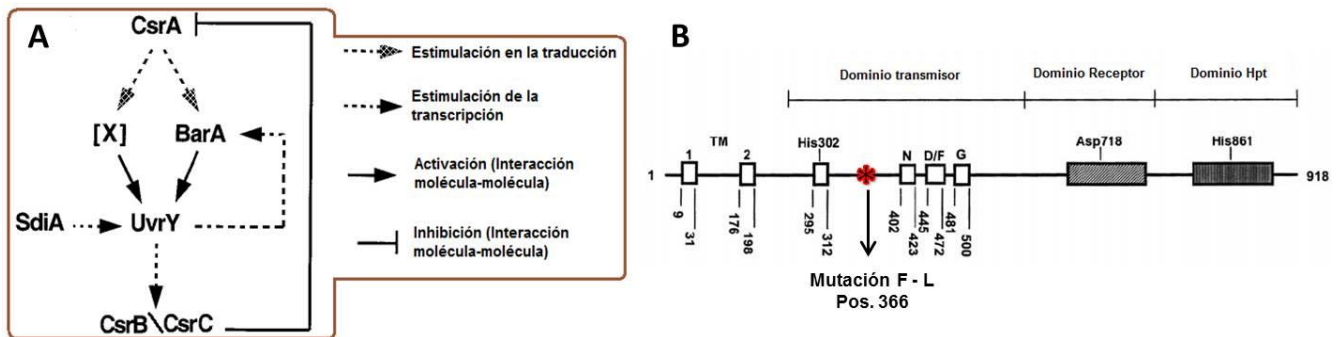 A
CsrA
[X]
BarA
SdiA
UvrY
CsrB\CsrC
Estimulación en la traducción
Estimulación de la
transcripción
Activación (Interacción
molécula-molécula)
Inhibición (Interacción
molécula-molécula)
B
Dominio transmisor
Dominio Receptor
Dominio Hpt
TM
1
2
His302
N
D/F
G
Asp718
His861
1
918
9
31
176
198
295
312
402
423
445
472
481
500
Mutación F - L
Pos. 366